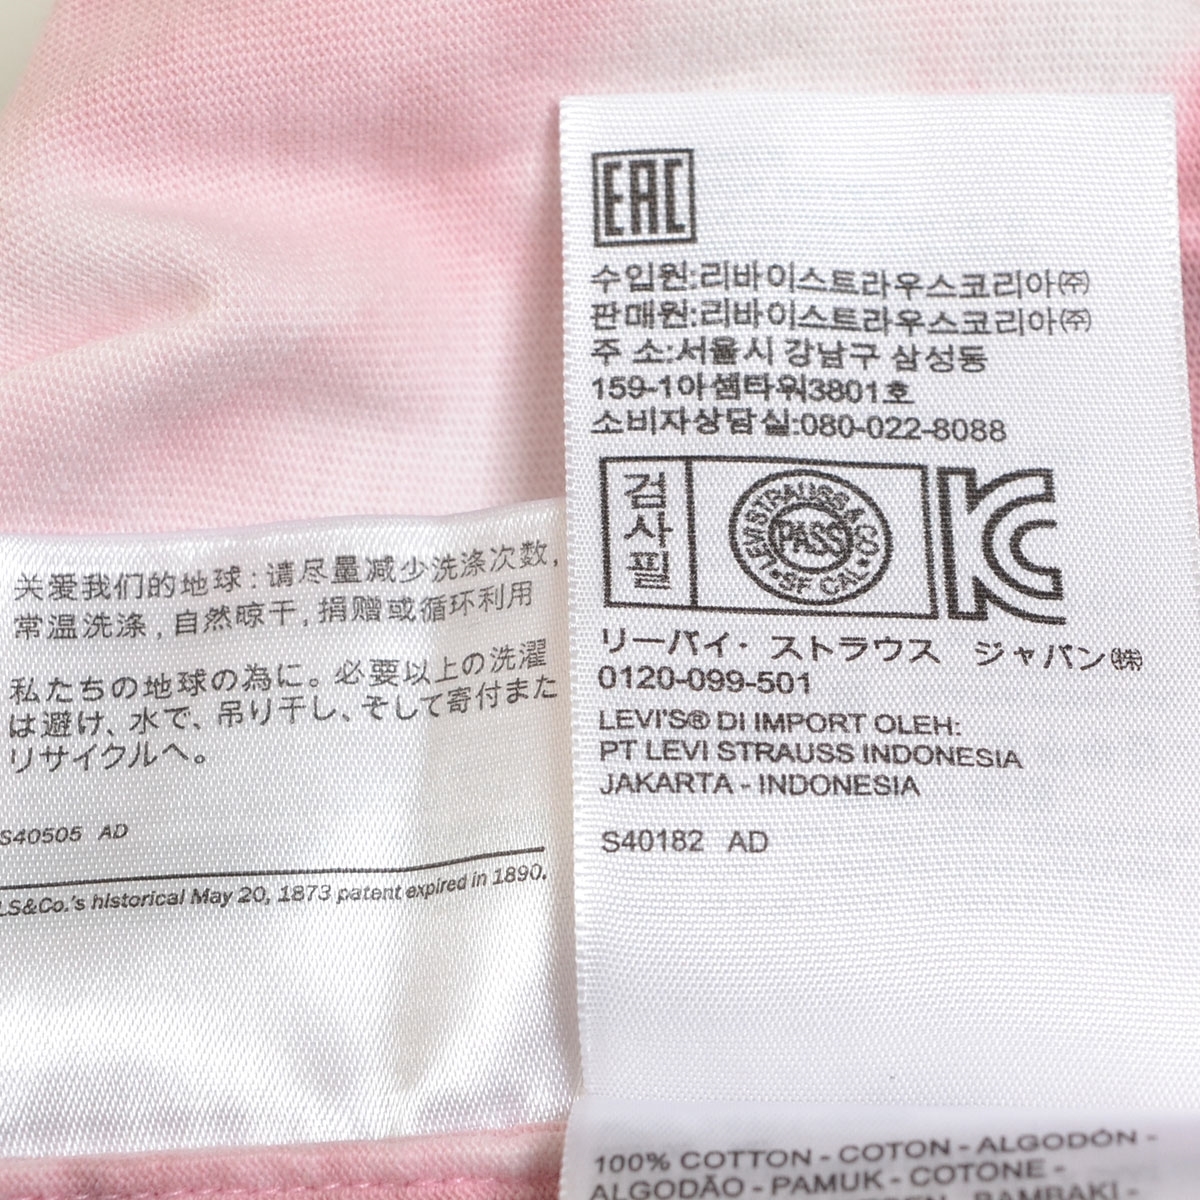 关爱我们的地球:请尽量减少洗涤次数,
常温洗涤,自然晾干,捐赠或循环利用
私たちの地球の為に。必要以上の洗濯
は避け、水で、吊り干し、そして寄付また
リサイクルへ。
S40505 AD
LS&Co.'s historical May 20, 1873 patent expired in 1890.
EAC
수입원:리바이스트라우스코리아㈜
판매원:리바이스트라우스코리아㈜
주 소:서울시 강남구 삼성동
159-1아셈타워3801호
소비자상담실:080-022-8088
검사필
LEVI STRAUSS & CO.
PASS
SF CAL
KC
リーバイ・ストラウス ジャパン㈱
0120-099-501
LEVI'S® DI IMPORT OLEH:
PT LEVI STRAUSS INDONESIA
JAKARTA - INDONESIA
S40182 AD
100% COTTON - COTON - ALGODÓN -
ALGODÃO - PAMUK - COTONE -